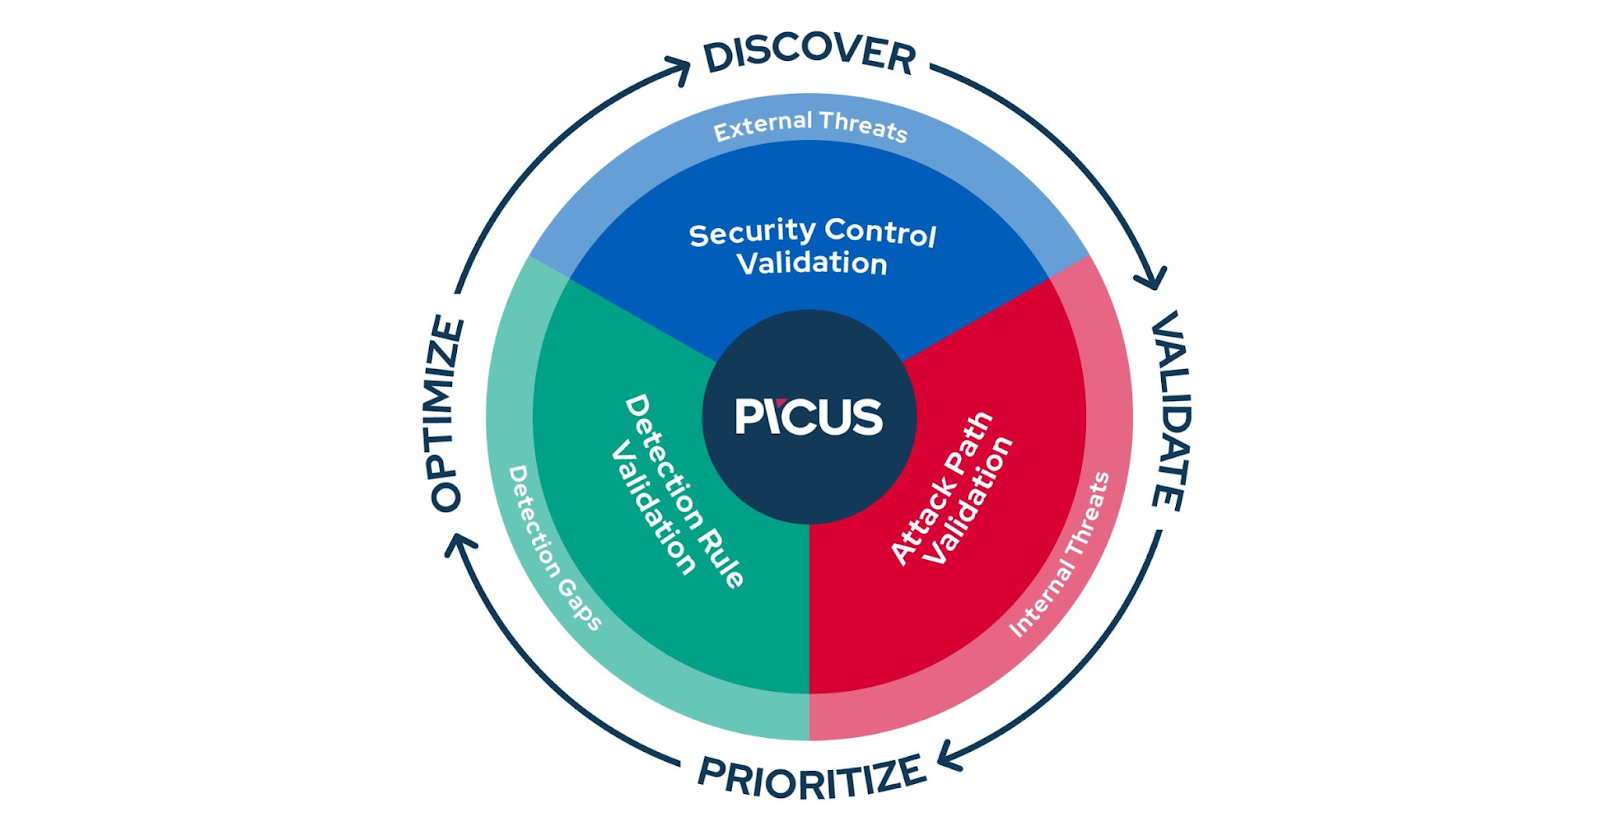 DISCOVER
External Threats
Security Control
Validation
OPTIMIZE
VALIDATE
PICUS
Detection Rule
Validation
Attack Path
Validation
Detection Gaps
Internal Threats
PRIORITIZE